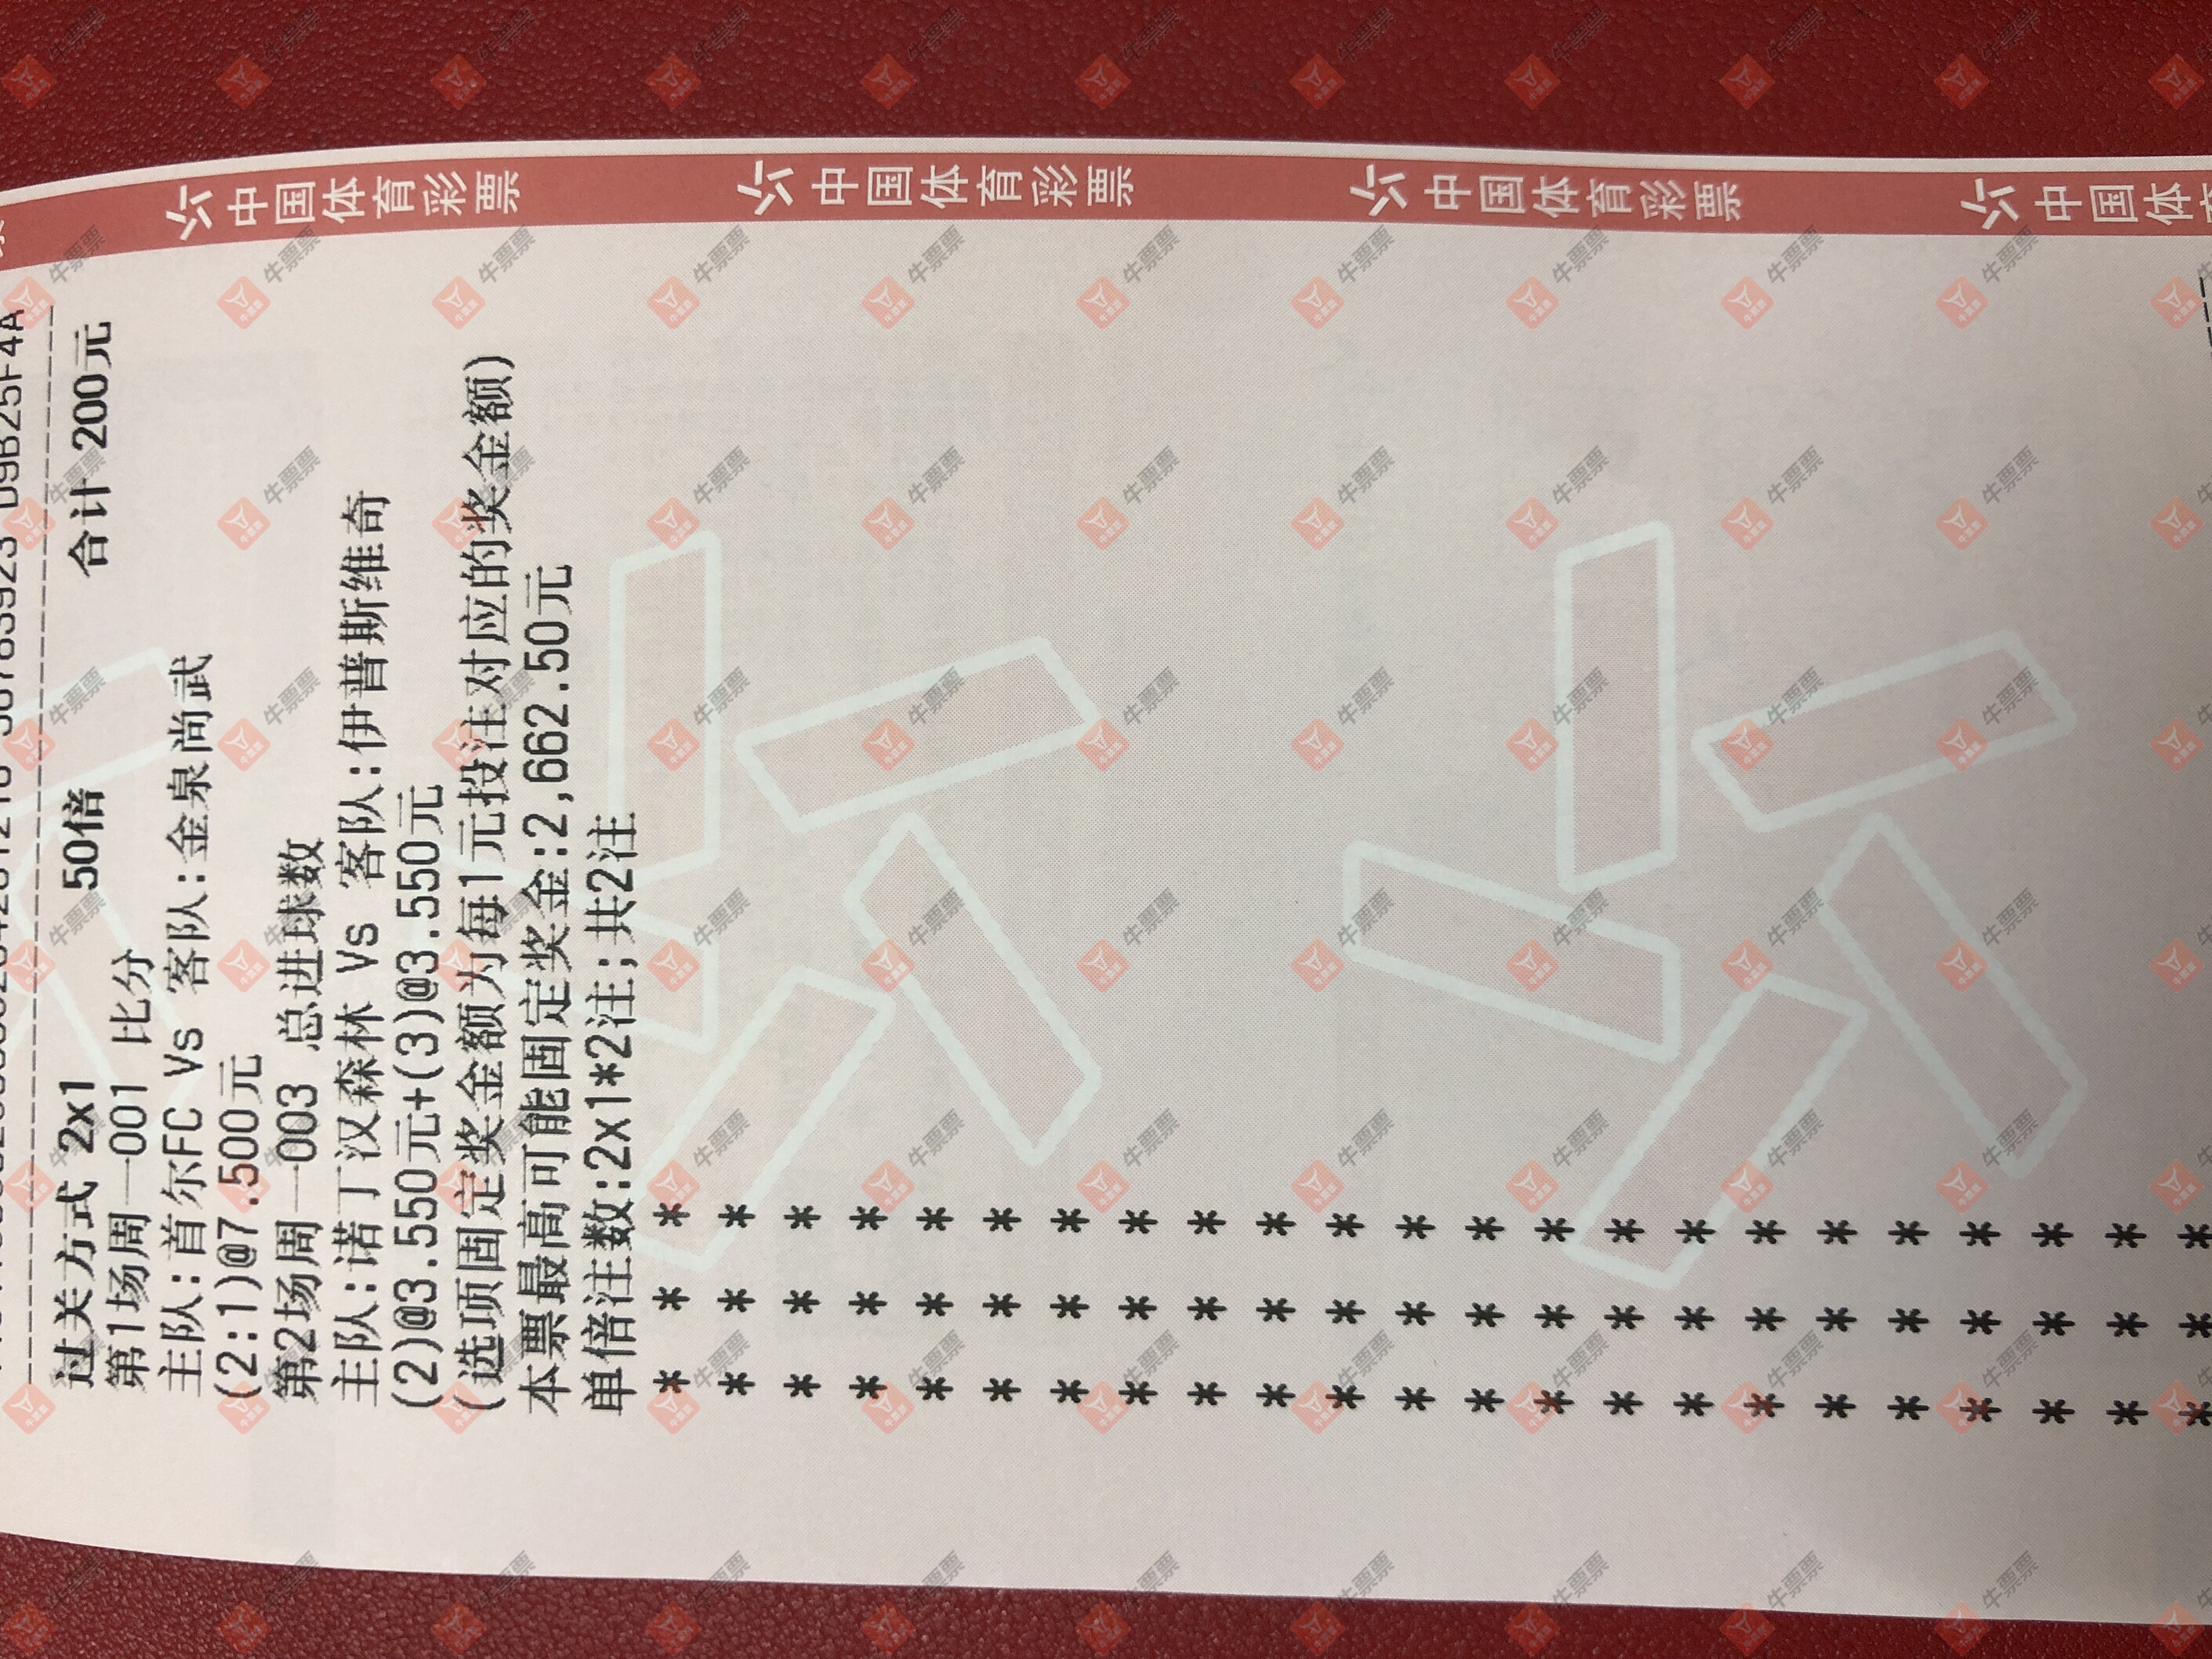 中国体育彩票
中国体育彩票
中国体育彩票
中国体
过关方式 2x1 50倍 合计 200元
第1场周一001 比分
主队:首尔FC Vs 客队:金泉尚武
(2:1)@7.500元
第2场周一003 总进球数
主队:诺丁汉森林 Vs 客队:伊普斯维奇
(2)@3.550元+(3)@3.550元
(选项固定奖金额为每1元投注对应的奖金额)
本票最高可能固定奖金:2,662.50元
单倍注数:2x1*2注;共2注
牛票票